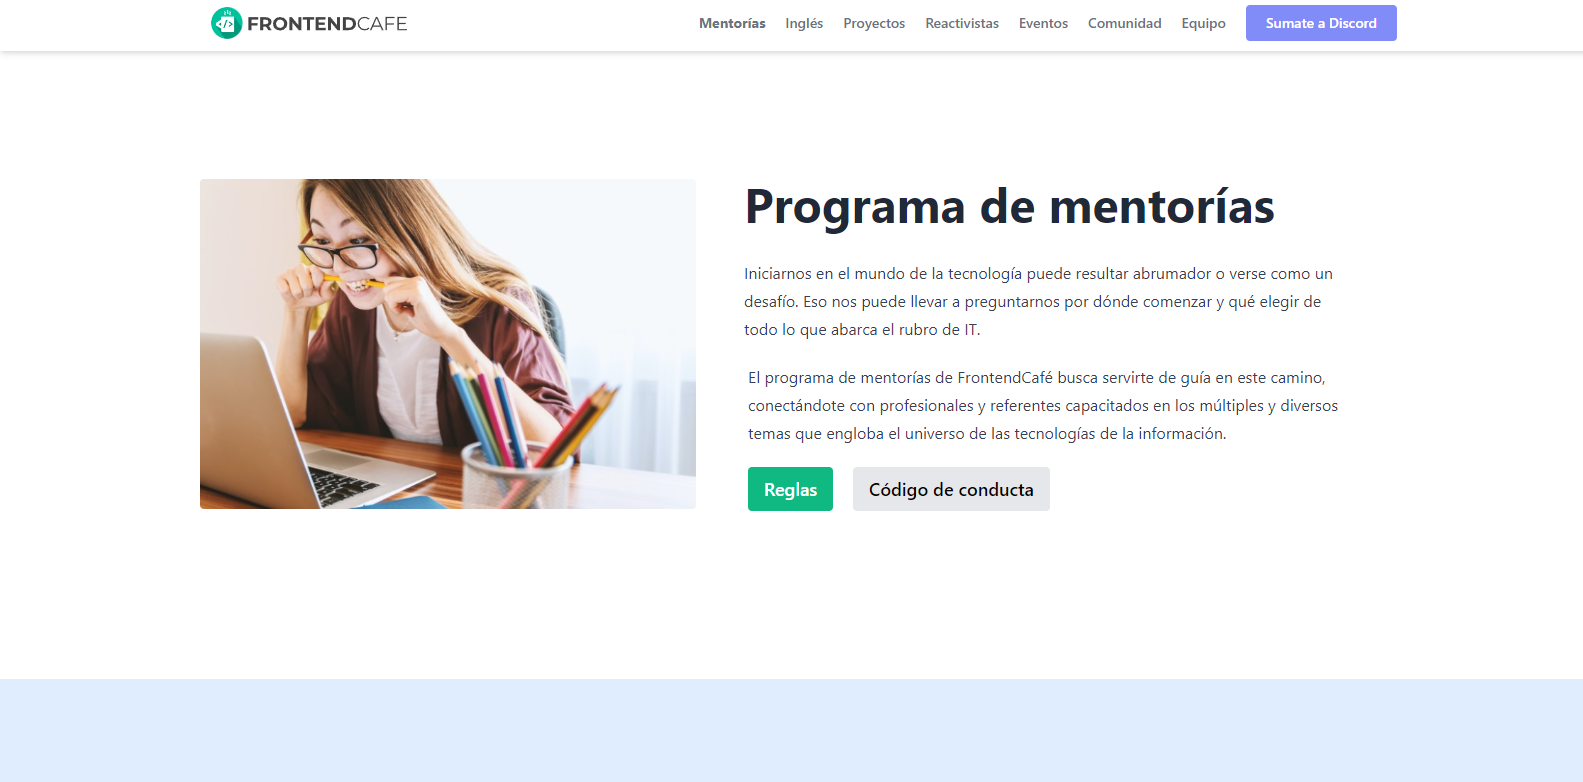 FRONTENDCAFE
Mentorías Inglés Proyectos Reactivistas Eventos Comunidad Equipo Sumate a Discord
Programa de mentorías
Iniciarnos en el mundo de la tecnología puede resultar abrumador o verse como un
desafío. Eso nos puede llevar a preguntarnos por dónde comenzar y qué elegir de
todo lo que abarca el rubro de IT.
El programa de mentorías de FrontendCafé busca servirte de guía en este camino,
conectándote con profesionales y referentes capacitados en los múltiples y diversos
temas que engloba el universo de las tecnologías de la información.
Reglas Código de conducta